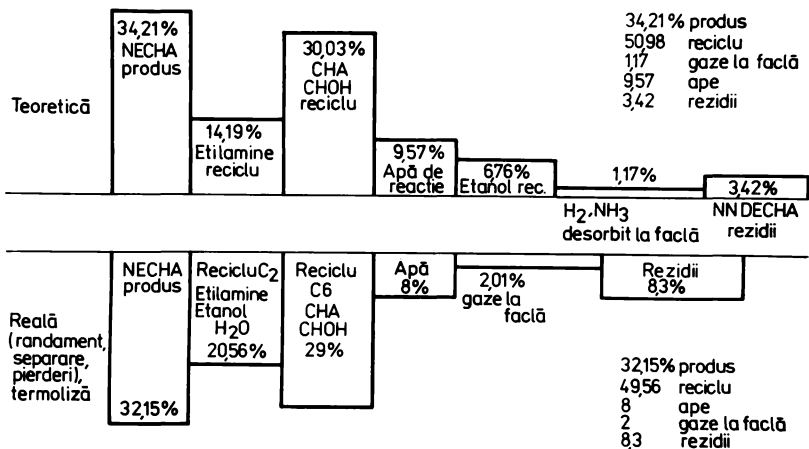 34,21%
NECHA
produs
Teoretică
14,19%
Etilamine
reciclu
30,03%
CHA
CHOH
reciclu
9,57%
Apă de
reactie
6,76%
Etanol rec.
1,17%
H2,NH3
desorbit la faclă
3,42%
NN DECHA
rezidii
34,21% produs
50,98 reciclu
1,17 gaze la faclă
9,57 ape
3,42 rezidii
NECHA
produs
32,15%
Reală
(randament,
separare,
pierderi),
termoliză
Reciclu C2
Etilamine
Etanol
H2O
20,56%
Reciclu
C6
CHA
CHOH
29%
Apă
8%
2,01%
gaze la
faclă
Rezidii
8,3%
32,15% produs
49,56 reciclu
8 ape
2 gaze la faclă
8,3 rezidii